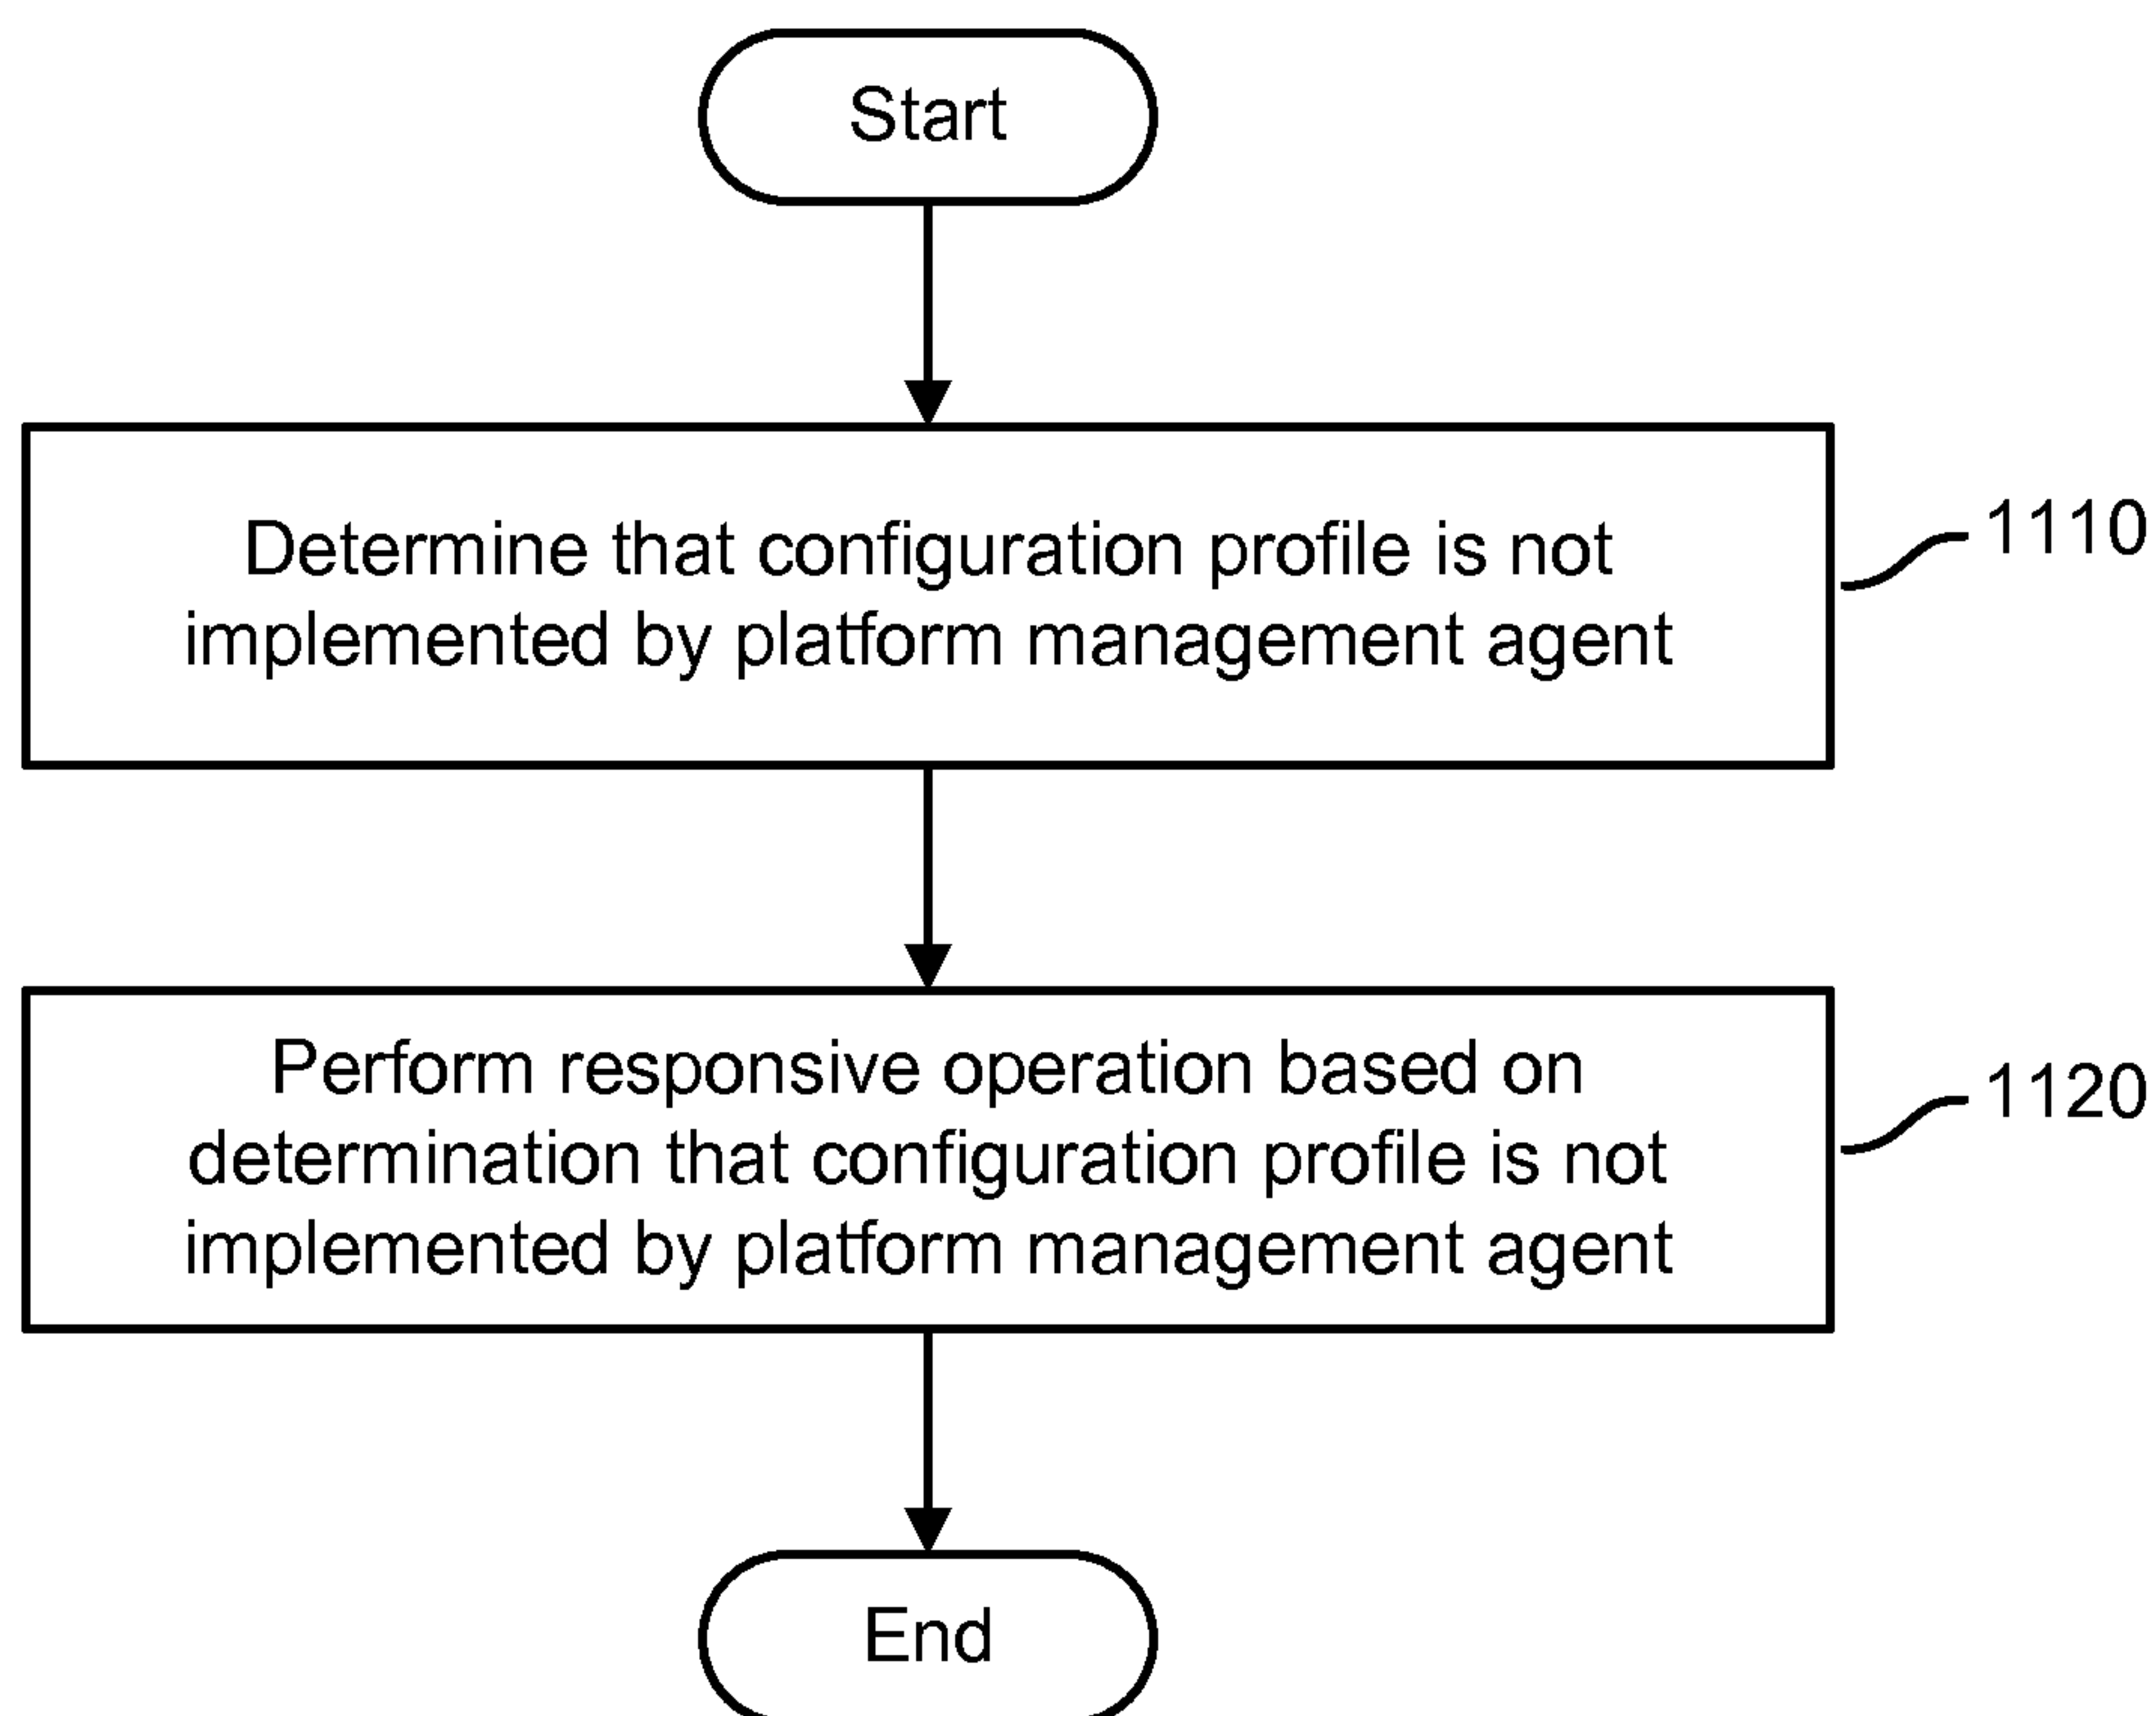 Start
Determine that configuration profile is not
implemented by platform management agent
1110
Perform responsive operation based on
determination that configuration profile is not
implemented by platform management agent
1120
End